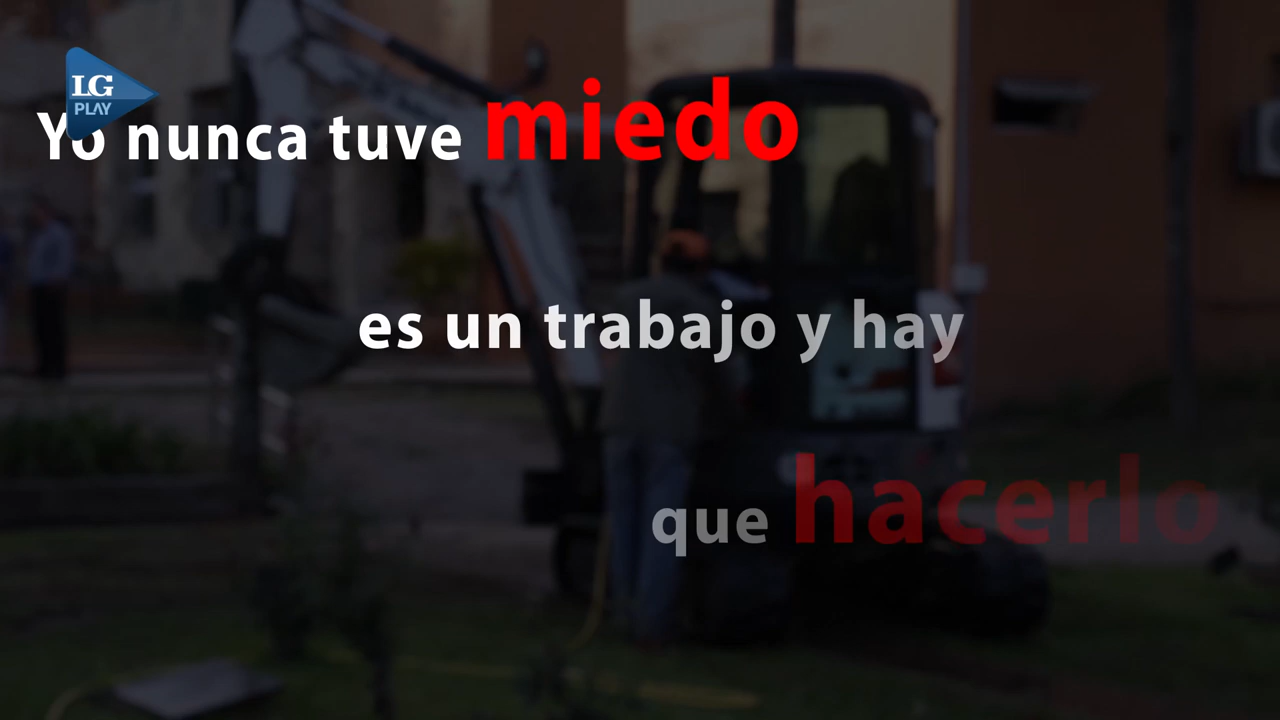 LG
PLAY
Yo nunca tuve miedo
es un trabajo y hay
que hacerlo